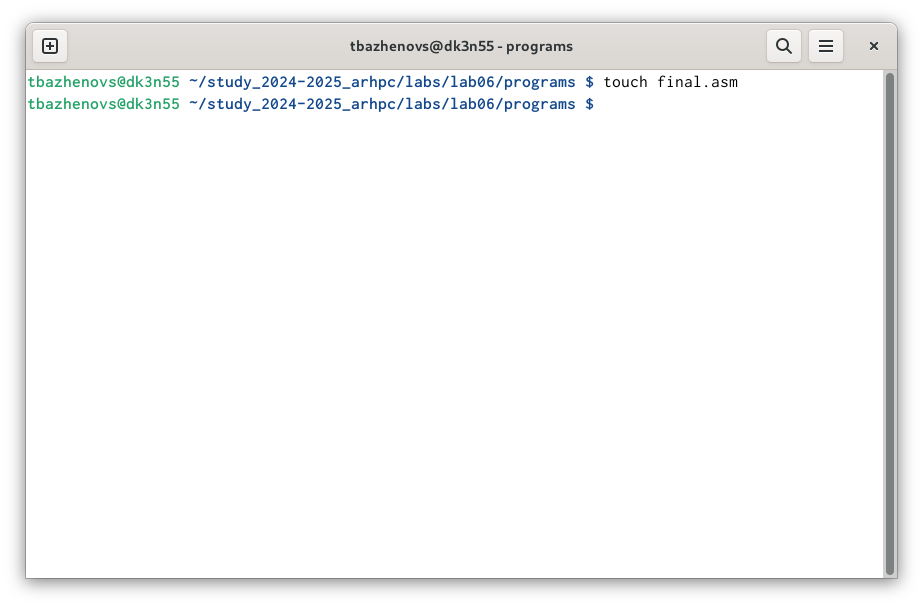 tbazhenovs@dk3n55 - programs
tbazhenovs@dk3n55 ~/study_2024-2025_arhpc/labs/lab06/programs $ touch final.asm
tbazhenovs@dk3n55 ~/study_2024-2025_arhpc/labs/lab06/programs $